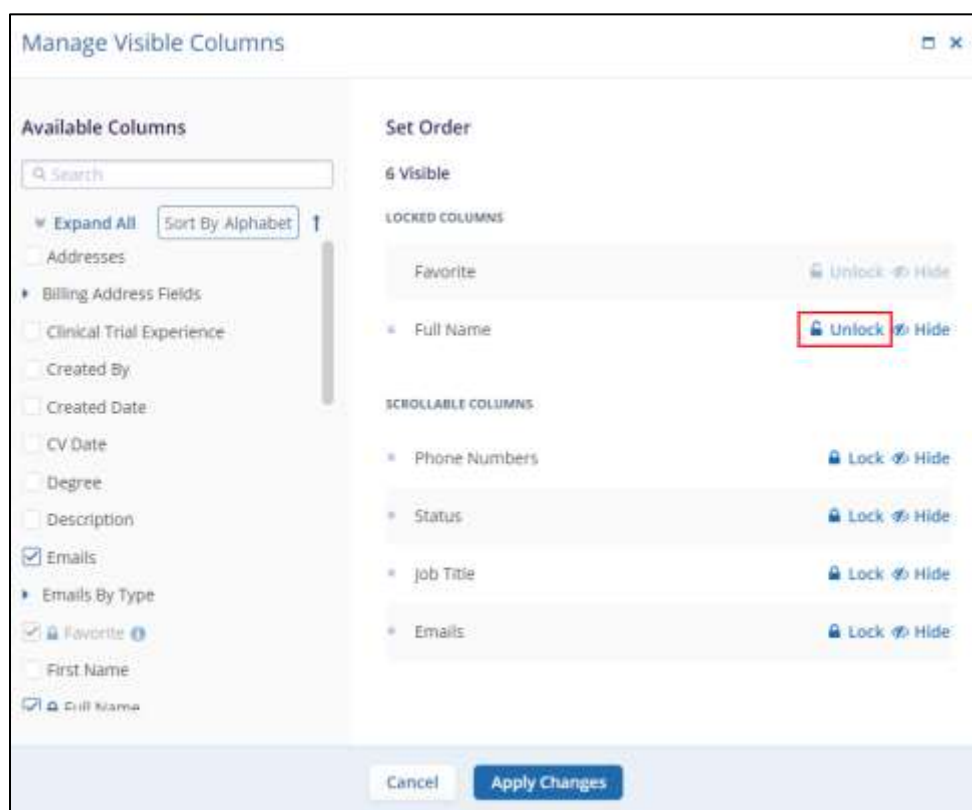 Manage Visible Columns
Available Columns
Search
Expand All Sort By Alphabet
Addresses
Billing Address Fields
Clinical Trial Experience
Created By
Created Date
CV Date
Degree
Description
Emails
Emails By Type
Favorite
First Name
Full Name
Set Order
6 Visible
LOCKED COLUMNS
Favorite Unlock Hide
Full Name Unlock Hide
SCROLLABLE COLUMNS
Phone Numbers Lock Hide
Status Lock Hide
Job Title Lock Hide
Emails Lock Hide
Cancel Apply Changes